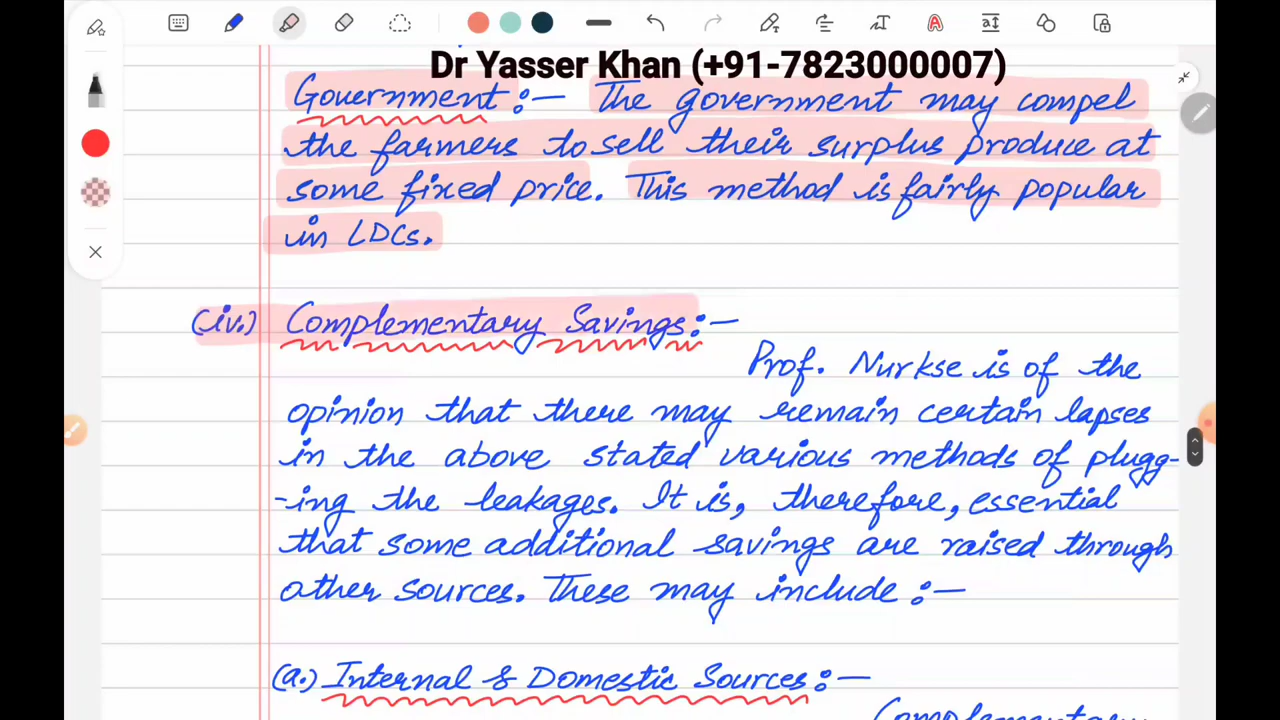 Dr Yasser Khan (+91-7823000007)
Government :— The government may compel
the farmers to sell their surplus produce at
some fixed price. This method is fairly popular
in LDCs.
(iv.) Complementary Savings :—
Prof. Nurkse is of the
opinion that there may remain certain lapses
in the above stated various methods of plugg-
-ing the leakages. It is, therefore, essential
that some additional savings are raised through
other sources. These may include :—
(a.) Internal & Domestic Sources :—
Complementary